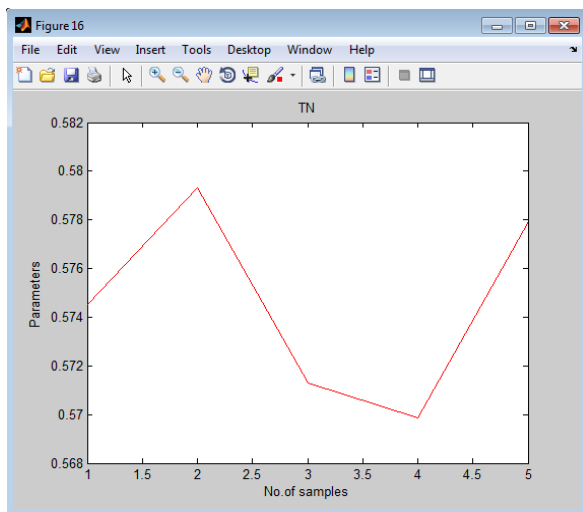 Figure 16
File Edit View Insert Tools Desktop Window Help
TN
0.582
0.58
0.578
0.576
0.574
0.572
0.57
0.568
Parameters
1 1.5 2 2.5 3 3.5 4 4.5 5
No.of samples